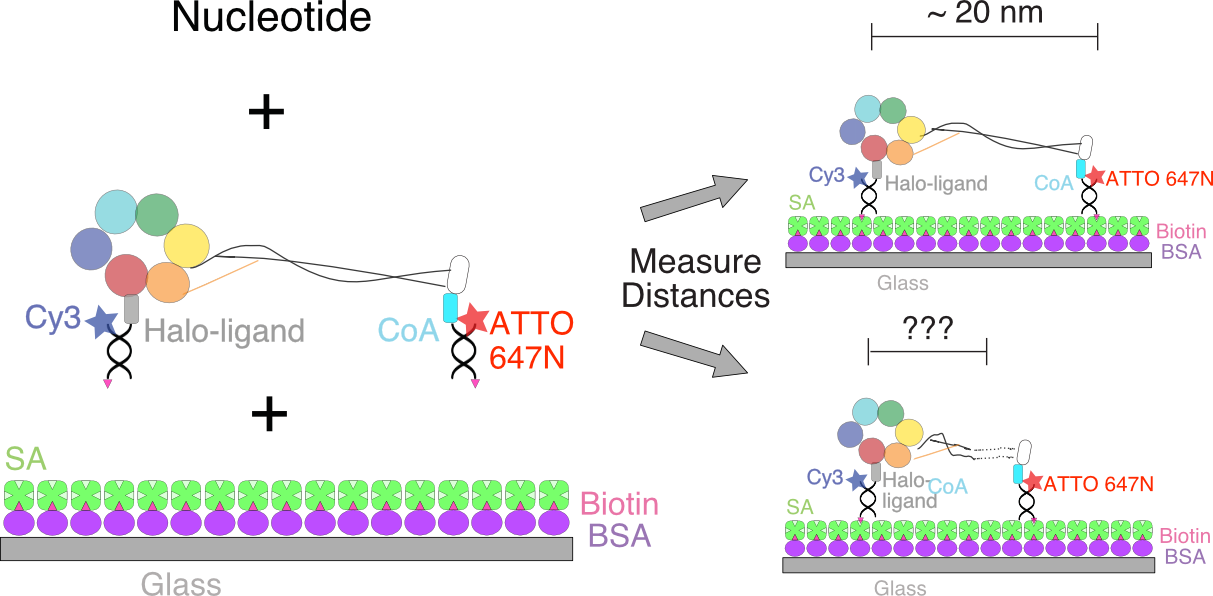 Nucleotide
+
Cy3
Halo-ligand
CoA
ATTO
647N
+
SA
Biotin
BSA
Glass
Measure
Distances
~ 20 nm
Cy3
Halo-ligand
CoA
ATTO 647N
SA
Biotin
BSA
Glass
???
Cy3
Halo-
ligand
CoA
ATTO 647N
SA
Biotin
BSA
Glass